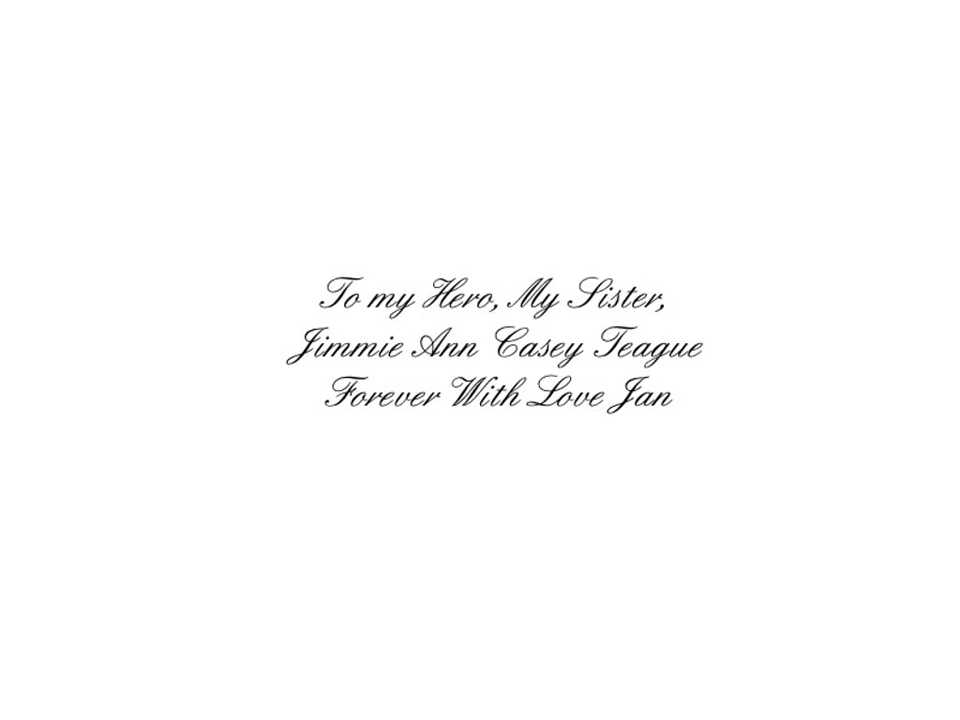 To my Hero, My Sister,
Jimmie Ann Casey Teague
Forever With Love Jan